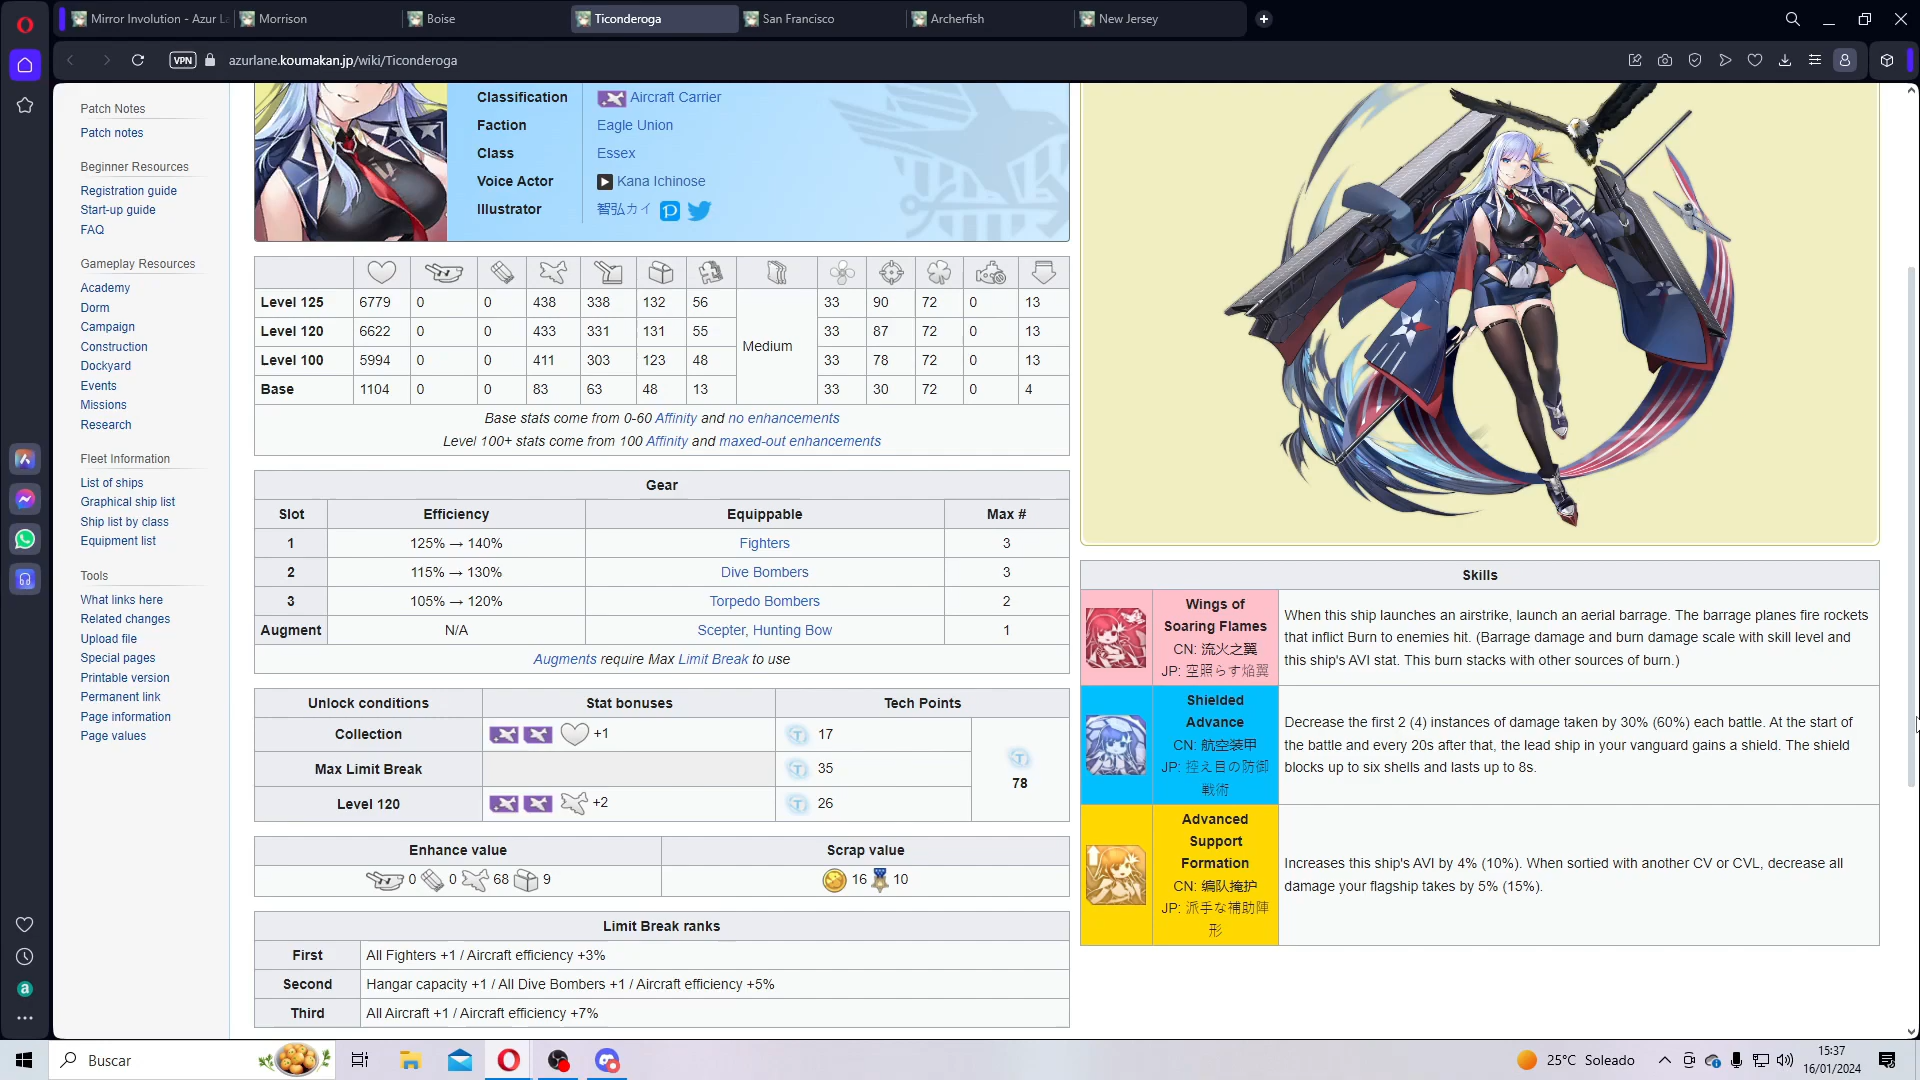 Mirror Involution - Azur La
Morrison
Boise
Ticonderoga
San Francisco
Archerfish
New Jersey
VPN
azurlane.koumakan.jp/wiki/Ticonderoga
Patch Notes
Patch notes
Beginner Resources
Registration guide
Start-up guide
FAQ
Gameplay Resources
Academy
Dorm
Campaign
Construction
Dockyard
Events
Missions
Research
Fleet Information
List of ships
Graphical ship list
Ship list by class
Equipment list
Tools
What links here
Related changes
Upload file
Special pages
Printable version
Permanent link
Page information
Page values
Classification Aircraft Carrier
Faction Eagle Union
Class Essex
Voice Actor Kana Ichinose
Illustrator 智弘カイ
Level 125 6779 0 0 438 338 132 56 Medium 33 90 72 0 13
Level 120 6622 0 0 433 331 131 55 33 87 72 0 13
Level 100 5994 0 0 411 303 123 48 33 78 72 0 13
Base 1104 0 0 83 63 48 13 33 30 72 0 4
Base stats come from 0-60 Affinity and no enhancements
Level 100+ stats come from 100 Affinity and maxed-out enhancements
Gear
Slot Efficiency Equippable Max #
1 125% → 140% Fighters 3
2 115% → 130% Dive Bombers 3
3 105% → 120% Torpedo Bombers 2
Augment N/A Scepter, Hunting Bow 1
Augments require Max Limit Break to use
Unlock conditions Stat bonuses Tech Points
Collection +1 17
Max Limit Break 35
78
Level 120 +2 26
Enhance value Scrap value
0 0 68 9 16 10
Limit Break ranks
First All Fighters +1 / Aircraft efficiency +3%
Second Hangar capacity +1 / All Dive Bombers +1 / Aircraft efficiency +5%
Third All Aircraft +1 / Aircraft efficiency +7%
Skills
Wings of
Soaring Flames
CN: 流火之翼
JP: 空照らす焔翼
When this ship launches an airstrike, launch an aerial barrage. The barrage planes fire rockets
that inflict Burn to enemies hit. (Barrage damage and burn damage scale with skill level and
this ship's AVI stat. This burn stacks with other sources of burn.)
Shielded
Advance
CN: 航空装甲
JP: 控え目の防御
戦術
Decrease the first 2 (4) instances of damage taken by 30% (60%) each battle. At the start of
the battle and every 20s after that, the lead ship in your vanguard gains a shield. The shield
blocks up to six shells and lasts up to 8s.
Advanced
Support
Formation
CN: 编队掩护
JP: 派手な補助陣
形
Increases this ship's AVI by 4% (10%). When sortied with another CV or CVL, decrease all
damage your flagship takes by 5% (15%).
Buscar
25°C Soleado
15:37
16/01/2024